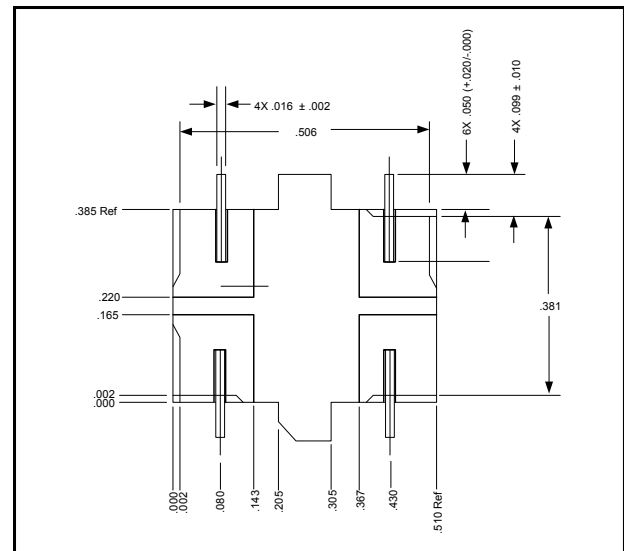 6X .050 (+.020/-.000)
4X .099 ± .010
4X .016 ± .002
.506
.385 Ref
.220
.165
.381
.002
.000
.000
.002
.080
.143
.205
.305
.367
.430
.510 Ref